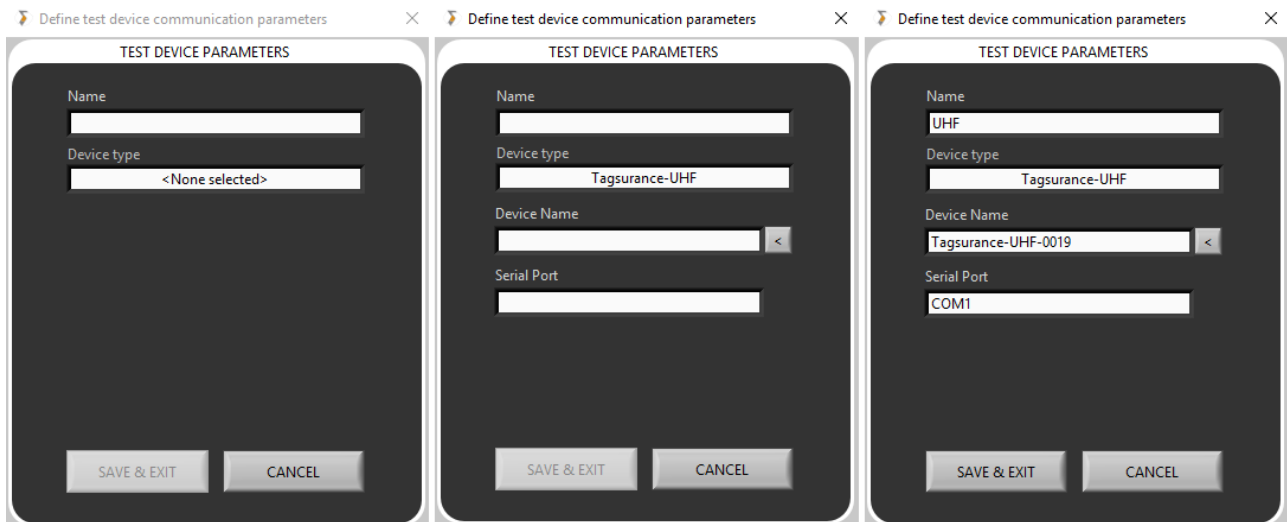 Define test device communication parameters
TEST DEVICE PARAMETERS
Name
Device type
<None selected>
SAVE & EXIT
CANCEL
Define test device communication parameters
TEST DEVICE PARAMETERS
Name
Device type
Tagsurance-UHF
Device Name
<
Serial Port
SAVE & EXIT
CANCEL
Define test device communication parameters
TEST DEVICE PARAMETERS
Name
UHF
Device type
Tagsurance-UHF
Device Name
Tagsurance-UHF-0019
<
Serial Port
COM1
SAVE & EXIT
CANCEL